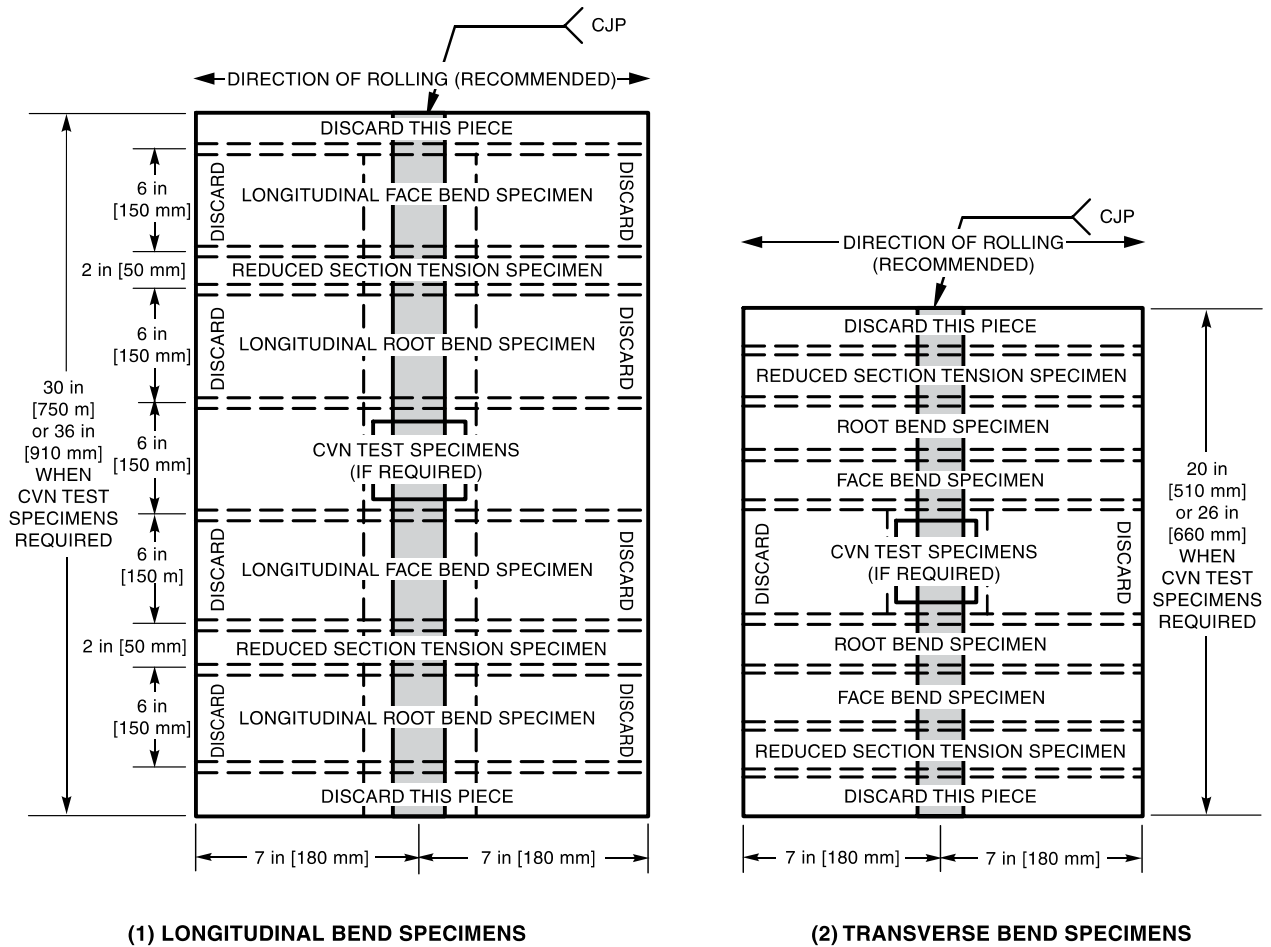 CJP
DIRECTION OF ROLLING (RECOMMENDED)
DISCARD THIS PIECE
6 in
[150 mm]
DISCARD
LONGITUDINAL FACE BEND SPECIMEN
DISCARD
2 in [50 mm]
REDUCED SECTION TENSION SPECIMEN
6 in
[150 mm]
DISCARD
LONGITUDINAL ROOT BEND SPECIMEN
DISCARD
30 in
[750 m]
or 36 in
[910 mm]
WHEN
CVN TEST
SPECIMENS
REQUIRED
6 in
[150 mm]
CVN TEST SPECIMENS
(IF REQUIRED)
6 in
[150 m]
DISCARD
LONGITUDINAL FACE BEND SPECIMEN
DISCARD
2 in [50 mm]
REDUCED SECTION TENSION SPECIMEN
6 in
[150 mm]
DISCARD
LONGITUDINAL ROOT BEND SPECIMEN
DISCARD
DISCARD THIS PIECE
7 in [180 mm]
7 in [180 mm]
(1) LONGITUDINAL BEND SPECIMENS
CJP
DIRECTION OF ROLLING
(RECOMMENDED)
DISCARD THIS PIECE
REDUCED SECTION TENSION SPECIMEN
ROOT BEND SPECIMEN
FACE BEND SPECIMEN
DISCARD
CVN TEST SPECIMENS
(IF REQUIRED)
DISCARD
20 in
[510 mm]
or 26 in
[660 mm]
WHEN
CVN TEST
SPECIMENS
REQUIRED
ROOT BEND SPECIMEN
FACE BEND SPECIMEN
REDUCED SECTION TENSION SPECIMEN
DISCARD THIS PIECE
7 in [180 mm]
7 in [180 mm]
(2) TRANSVERSE BEND SPECIMENS